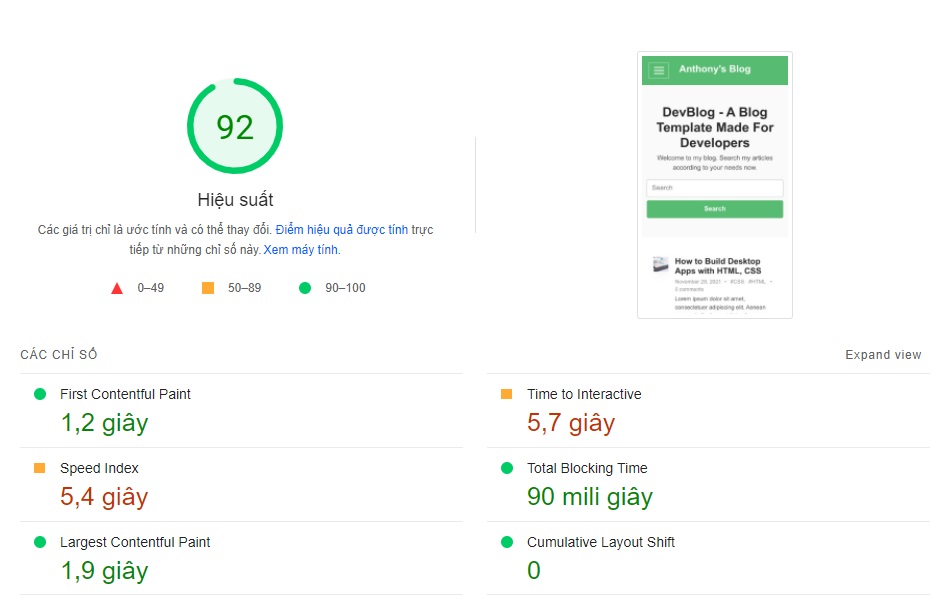 92
Hiệu suất
Các giá trị chỉ là ước tính và có thể thay đổi. Điểm hiệu quả được tính trực
tiếp từ những chỉ số này. Xem máy tính.
0–49
50–89
90–100
Anthony's Blog
DevBlog - A Blog
Template Made For
Developers
Welcome to my blog. Search my articles
according to your needs now.
Search
Search
How to Build Desktop
Apps with HTML, CSS
November 29, 2021 • #CSS #HTML •
0 comments
Lorem ipsum dolor sit amet,
consectetuer adipiscing elit. Aenean
CÁC CHỈ SỐ
Expand view
First Contentful Paint
1,2 giây
Time to Interactive
5,7 giây
Speed Index
5,4 giây
Total Blocking Time
90 mili giây
Largest Contentful Paint
1,9 giây
Cumulative Layout Shift
0